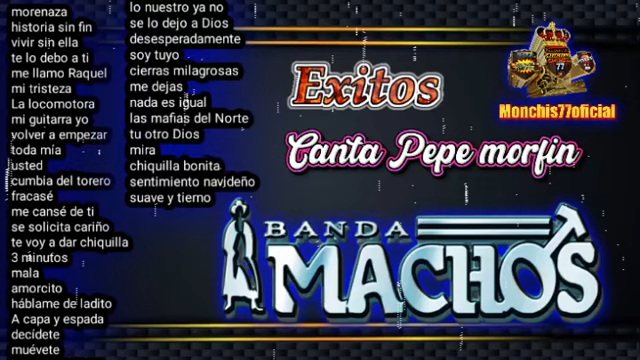 morenaza
historia sin fin
vivir sin ella
te lo debo a ti
me llamo Raquel
mi tristeza
La locomotora
mi guitarra yo
volver a empezar
toda mía
usted
cumbia del torero
fracasé
me cansé de ti
se solicita cariño
te voy a dar chiquilla
3 minutos
mala
amorcito
háblame de ladito
A capa y espada
decídete
muévete
lo nuestro ya no
se lo dejo a Dios
desesperadamente
soy tuyo
cierras milagrosas
me dejas
nada es igual
las mafias del Norte
tu otro Dios
mira
chiquilla bonita
sentimiento navideño
suave y tierno
Exitos
Canta Pepe morfin
BANDA
MACHOS
77
Monchis77oficial